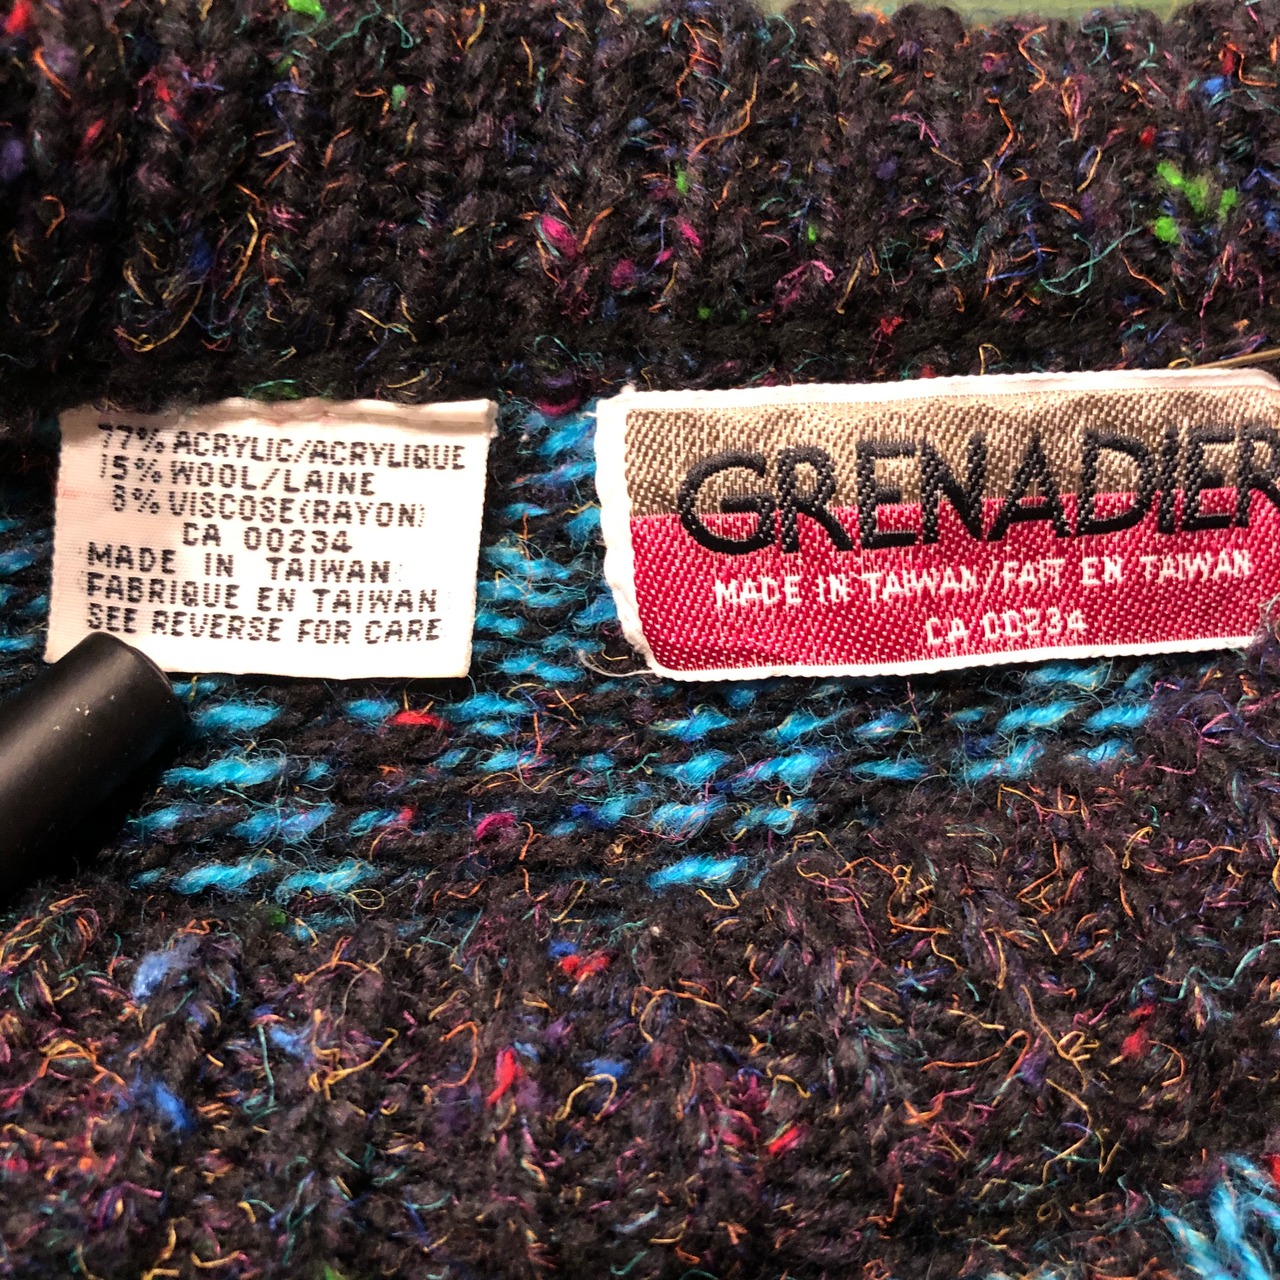 77% ACRYLIC/ACRYLIQUE
15% WOOL/LAINE
8% VISCOSE(RAYON)
CA 00234
MADE IN TAIWAN
FABRIQUE EN TAIWAN
SEE REVERSE FOR CARE
GRENADIER
MADE IN TAIWAN/FAIT EN TAIWAN
CA 00234